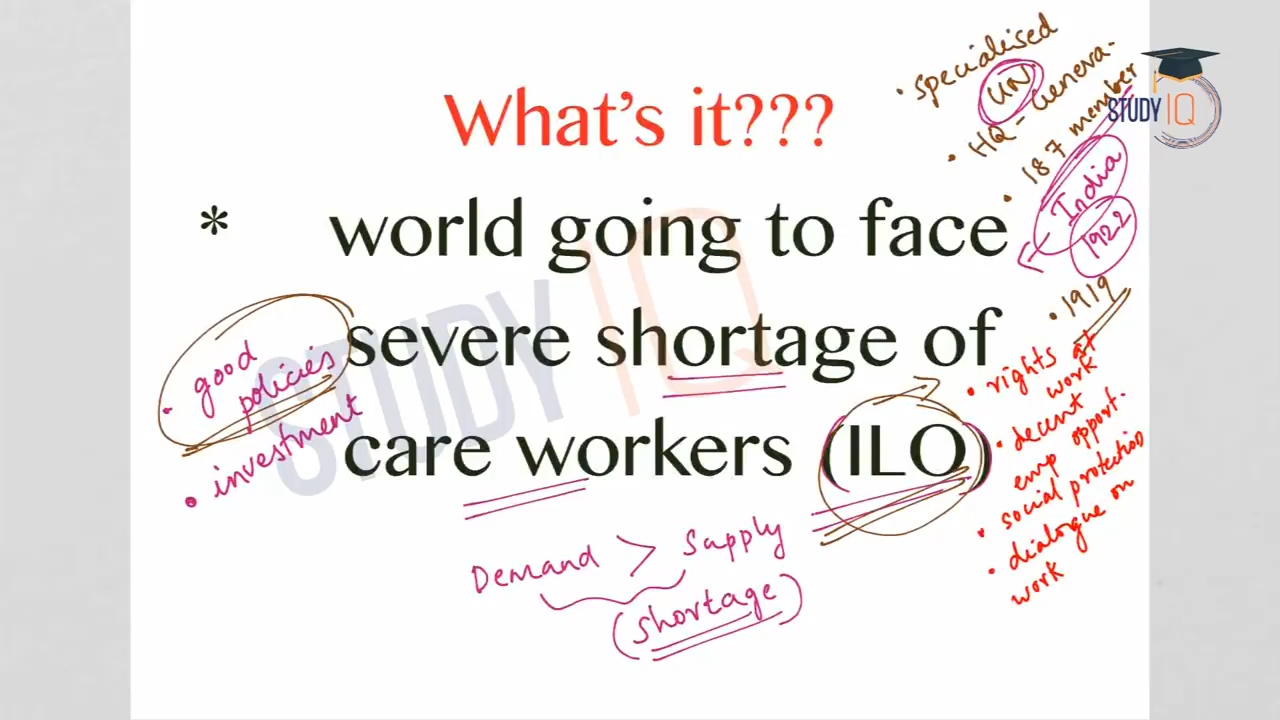 What's it???
* world going to face
severe shortage of
care workers (ILO)
• good
policies
• investment
Demand > Supply
(shortage)
• specialised
UN
• HQ - Geneva.
• 187 member
India
1922
• 1919
• rights at
work
• decent
emp opport.
• social protection
• dialogue on
work
STUDY IQ
STUDY IQ